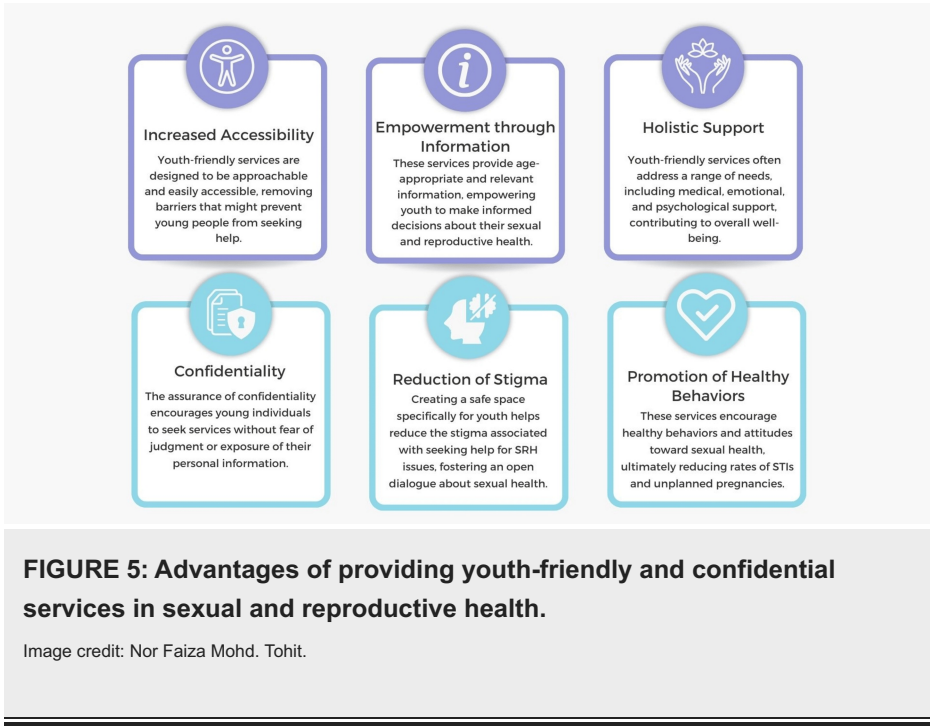 Increased Accessibility
Youth-friendly services are
designed to be approachable
and easily accessible, removing
barriers that might prevent
young people from seeking
help.
i
Empowerment through
Information
These services provide age-
appropriate and relevant
information, empowering
youth to make informed
decisions about their sexual
and reproductive health.
Holistic Support
Youth-friendly services often
address a range of needs,
including medical, emotional,
and psychological support,
contributing to overall well-
being.
Confidentiality
The assurance of confidentiality
encourages young individuals
to seek services without fear of
judgment or exposure of their
personal information.
Reduction of Stigma
Creating a safe space
specifically for youth helps
reduce the stigma associated
with seeking help for SRH
issues, fostering an open
dialogue about sexual health.
Promotion of Healthy
Behaviors
These services encourage
healthy behaviors and attitudes
toward sexual health,
ultimately reducing rates of STIs
and unplanned pregnancies.
FIGURE 5: Advantages of providing youth-friendly and confidential
services in sexual and reproductive health.
Image credit: Nor Faiza Mohd. Tohit.